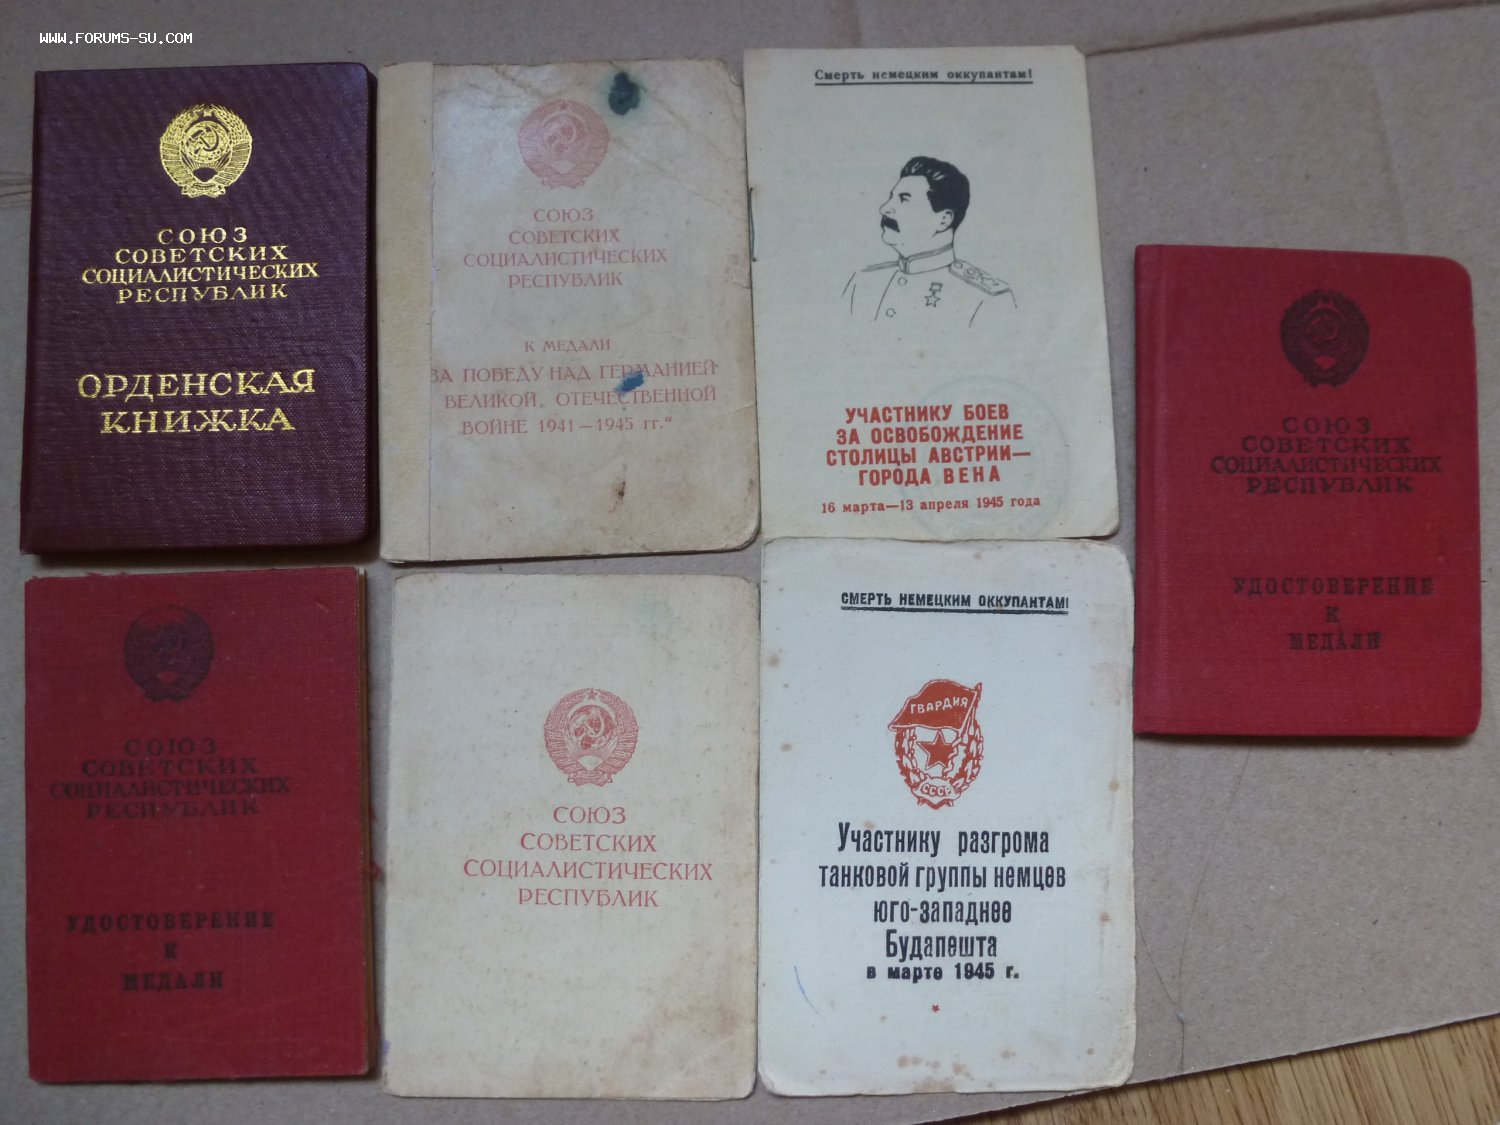 WWW.FORUMS-SU.COM
СОЮЗ
СОВЕТСКИХ
СОЦИАЛИСТИЧЕСКИХ
РЕСПУБЛИК
ОРДЕНСКАЯ
КНИЖКА
СОЮЗ
СОВЕТСКИХ
СОЦИАЛИСТИЧЕСКИХ
РЕСПУБЛИК
К МЕДАЛИ
ЗА ПОБЕДУ НАД ГЕРМАНИЕЙ
ВЕЛИКОЙ ОТЕЧЕСТВЕННОЙ
ВОЙНЕ 1941—1945 гг.“
Смерть немецким оккупантам!
УЧАСТНИКУ БОЕВ
ЗА ОСВОБОЖДЕНИЕ
СТОЛИЦЫ АВСТРИИ—
ГОРОДА ВЕНА
16 марта—13 апреля 1945 года
СОЮЗ
СОВЕТСКИХ
СОЦИАЛИСТИЧЕСКИХ
РЕСПУБЛИК
УДОСТОВЕРЕНИЕ
К
МЕДАЛИ
СОЮЗ
СОВЕТСКИХ
СОЦИАЛИСТИЧЕСКИХ
РЕСПУБЛИК
УДОСТОВЕРЕНИЕ
К
МЕДАЛИ
СОЮЗ
СОВЕТСКИХ
СОЦИАЛИСТИЧЕСКИХ
РЕСПУБЛИК
СМЕРТЬ НЕМЕЦКИМ ОККУПАНТАМ!
ГВАРДИЯ
СССР
Участнику разгрома
танковой группы немцев
юго-западнее
Будапешта
в марте 1945 г.